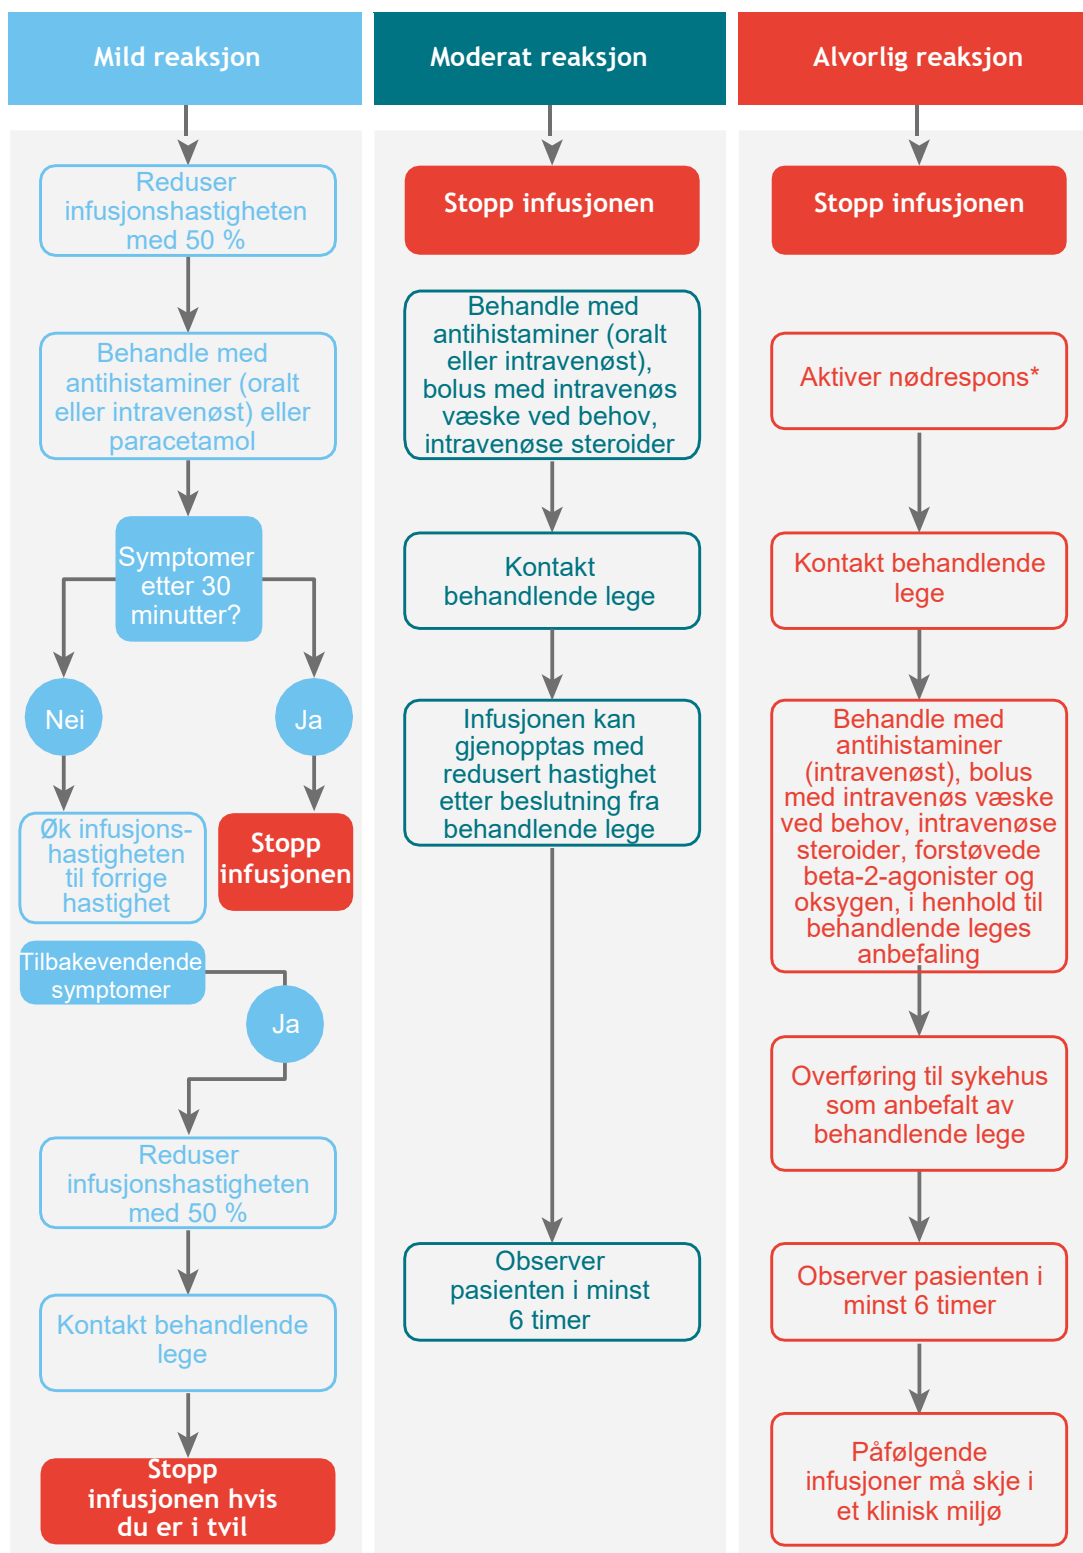 Mild reaksjon
Reduser
infusjonshastigheten
med 50 %
Behandle med
antihistaminer (oralt
eller intravenøst) eller
paracetamol
Symptomer
etter 30
minutter?
Nei
Ja
Øk infusjons-
hastigheten
til forrige
hastighet
Stopp
infusjonen
Tilbakevendende
symptomer
Ja
Reduser
infusjonshastigheten
med 50 %
Kontakt behandlende
lege
Stopp
infusjonen hvis
du er i tvil
Moderat reaksjon
Stopp infusjonen
Behandle med
antihistaminer (oralt
eller intravenøst),
bolus med intravenøs
væske ved behov,
intravenøse steroider
Kontakt
behandlende lege
Infusjonen kan
gjenopptas med
redusert hastighet
etter beslutning fra
behandlende lege
Observer
pasienten i minst
6 timer
Alvorlig reaksjon
Stopp infusjonen
Aktiver nødrespons*
Kontakt behandlende
lege
Behandle med
antihistaminer
(intravenøst), bolus
med intravenøs væske
ved behov, intravenøse
steroider, forstøvede
beta-2-agonister og
oksygen, i henhold til
behandlende leges
anbefaling
Overføring til sykehus
som anbefalt av
behandlende lege
Observer pasienten i
minst 6 timer
Påfølgende
infusjoner må skje i
et klinisk miljø